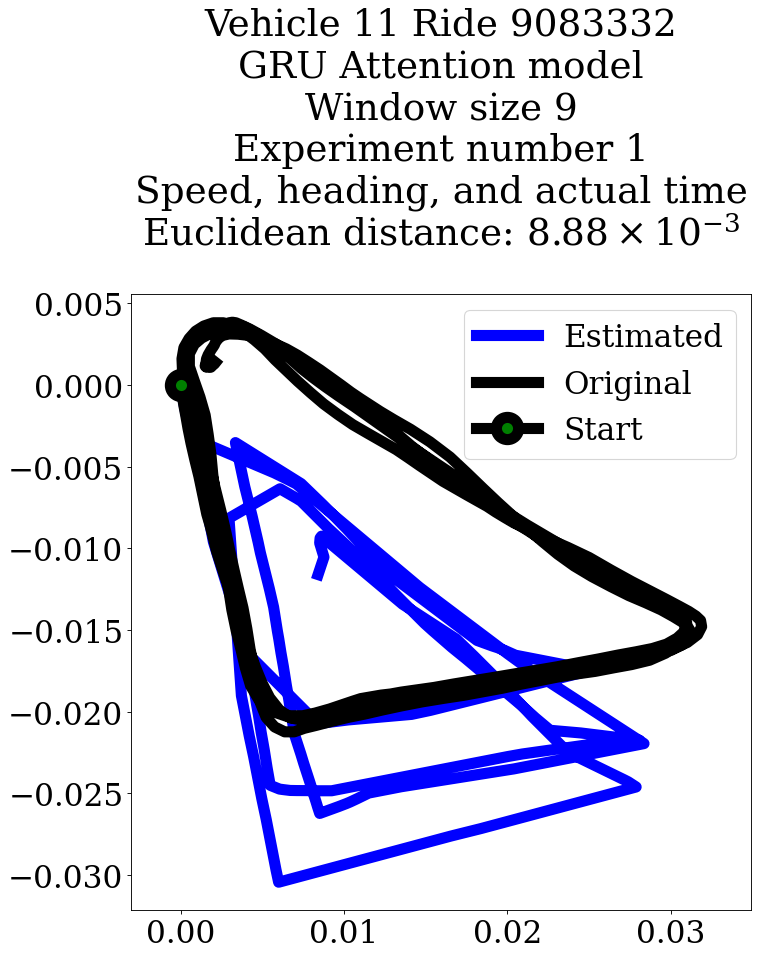 Vehicle 11 Ride 9083332
GRU Attention model
Window size 9
Experiment number 1
Speed, heading, and actual time
Euclidean distance: 8.88 × 10⁻³
0.005
0.000
−0.005
−0.010
−0.015
−0.020
−0.025
−0.030
Estimated
Original
Start
0.00 0.01 0.02 0.03